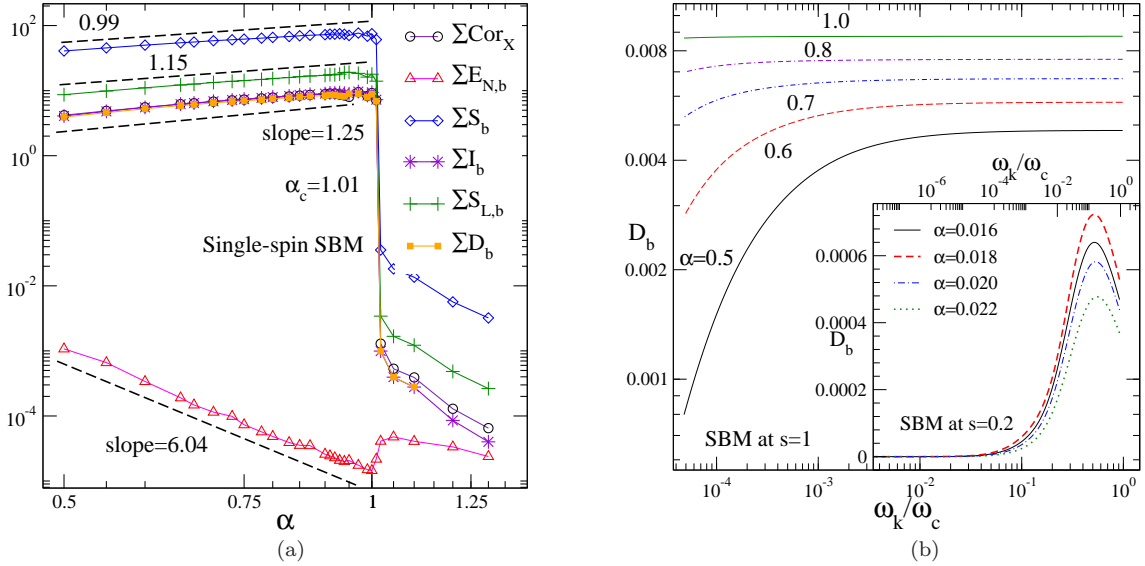 10^2
10^0
10^-2
10^-4
0.99
1.15
slope=1.25
α_c=1.01
Single-spin SBM
slope=6.04
ΣCor_X
ΣE_N,b
ΣS_b
ΣI_b
ΣS_L,b
ΣD_b
0.5
0.75
1
1.25
α
(a)
0.008
0.004
0.002
0.001
D_b
1.0
0.8
0.7
0.6
α=0.5
SBM at s=1
10^-4
10^-3
10^-2
10^-1
10^0
ω_k/ω_c
ω_k/ω_c
10^-6
10^-4
10^-2
10^0
0.0006
0.0004
0.0002
0
D_b
α=0.016
α=0.018
α=0.020
α=0.022
SBM at s=0.2
(b)